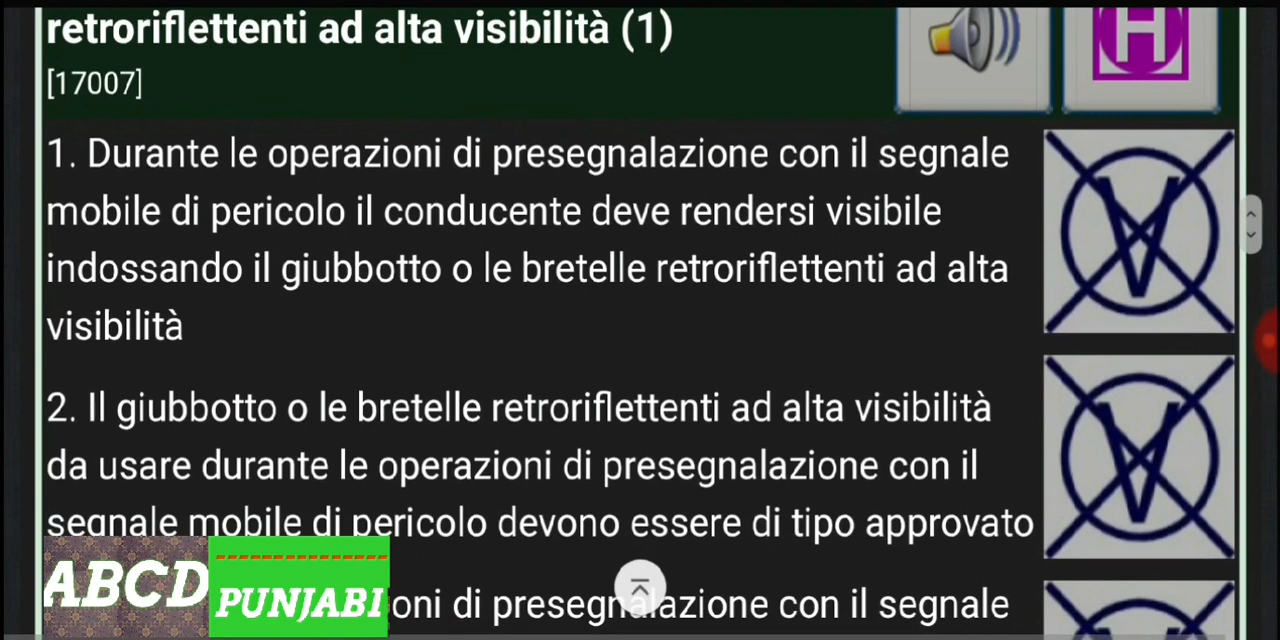 retroriflettenti ad alta visibilità (1)
[17007]
H
1. Durante le operazioni di presegnalazione con il segnale
mobile di pericolo il conducente deve rendersi visibile
indossando il giubbotto o le bretelle retroriflettenti ad alta
visibilità
V
2. Il giubbotto o le bretelle retroriflettenti ad alta visibilità
da usare durante le operazioni di presegnalazione con il
segnale mobile di pericolo devono essere di tipo approvato
V
oni di presegnalazione con il segnale
ABCD
PUNJABI